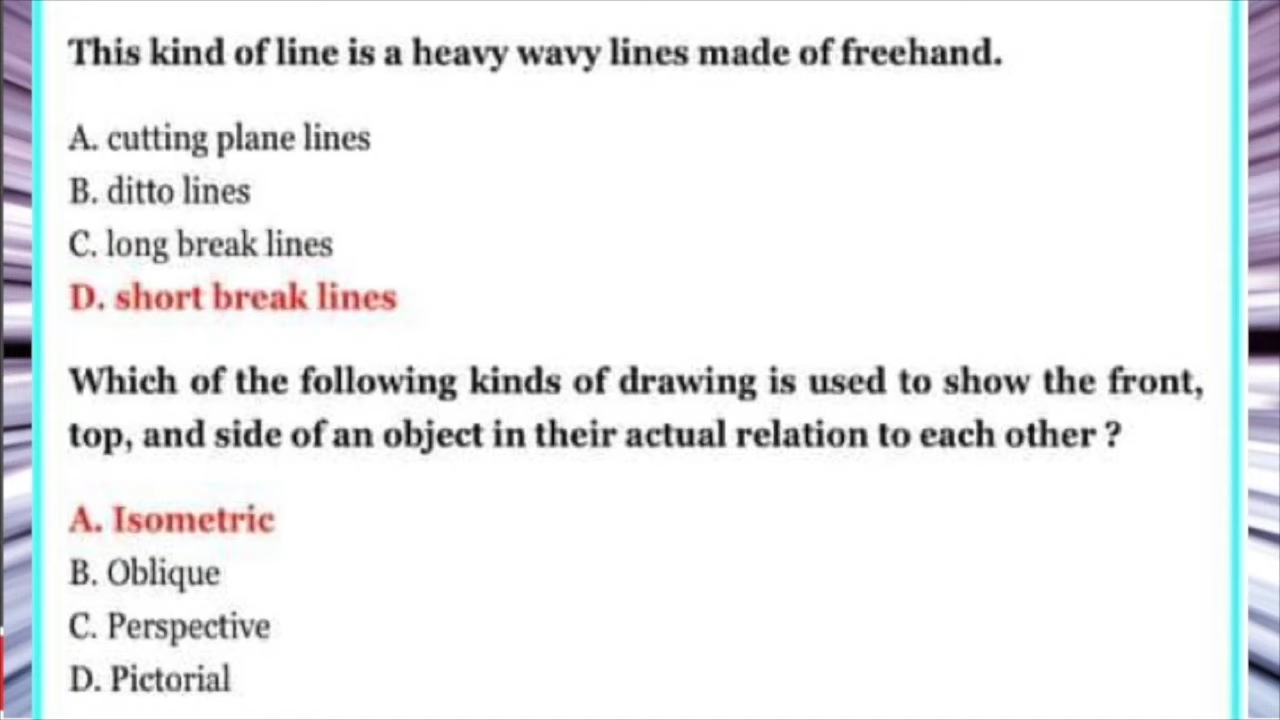 This kind of line is a heavy wavy lines made of freehand.
A. cutting plane lines
B. ditto lines
C. long break lines
D. short break lines
Which of the following kinds of drawing is used to show the front,
top, and side of an object in their actual relation to each other ?
A. Isometric
B. Oblique
C. Perspective
D. Pictorial